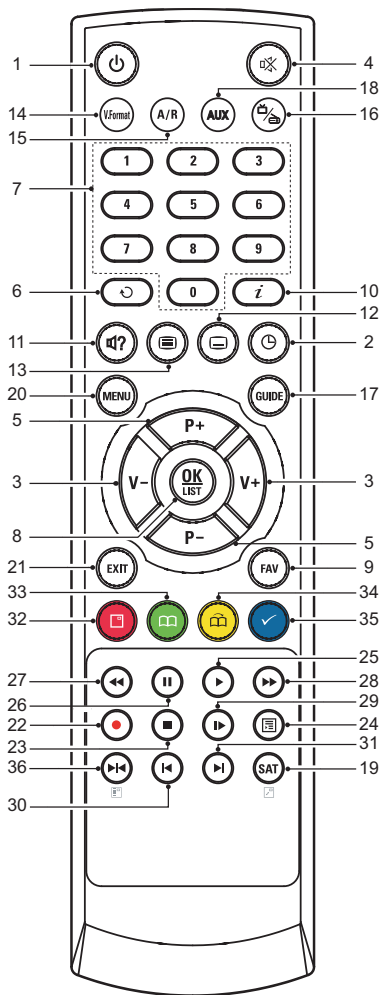 1
4
18
14
V.Format
A/R
AUX
16
15
7
1 2 3
4 5 6
7 8 9
6
0
i
10
12
11
?
2
13
20
MENU
GUIDE
17
5
P+
3
V-
OK
LIST
V+
3
8
P-
5
21
EXIT
FAV
9
33
34
32
35
25
27
28
26
29
22
24
23
31
36
SAT
19
30